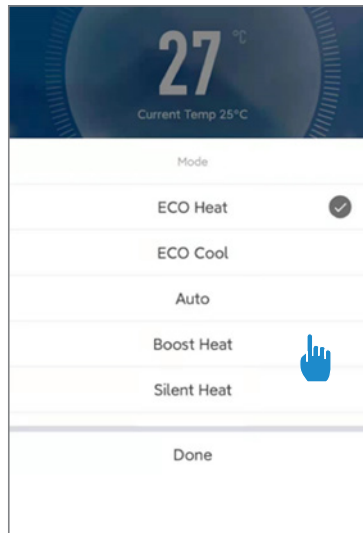 27 °C
Current Temp 25°C
Mode
ECO Heat
ECO Cool
Auto
Boost Heat
Silent Heat
Done